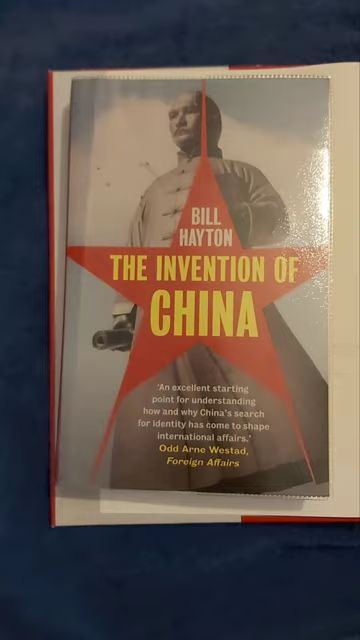 BILL
HAYTON
THE INVENTION OF
CHINA
‘An excellent starting
point for understanding
how and why China’s search
for identity has come to shape
international affairs.’
Odd Arne Westad,
Foreign Affairs